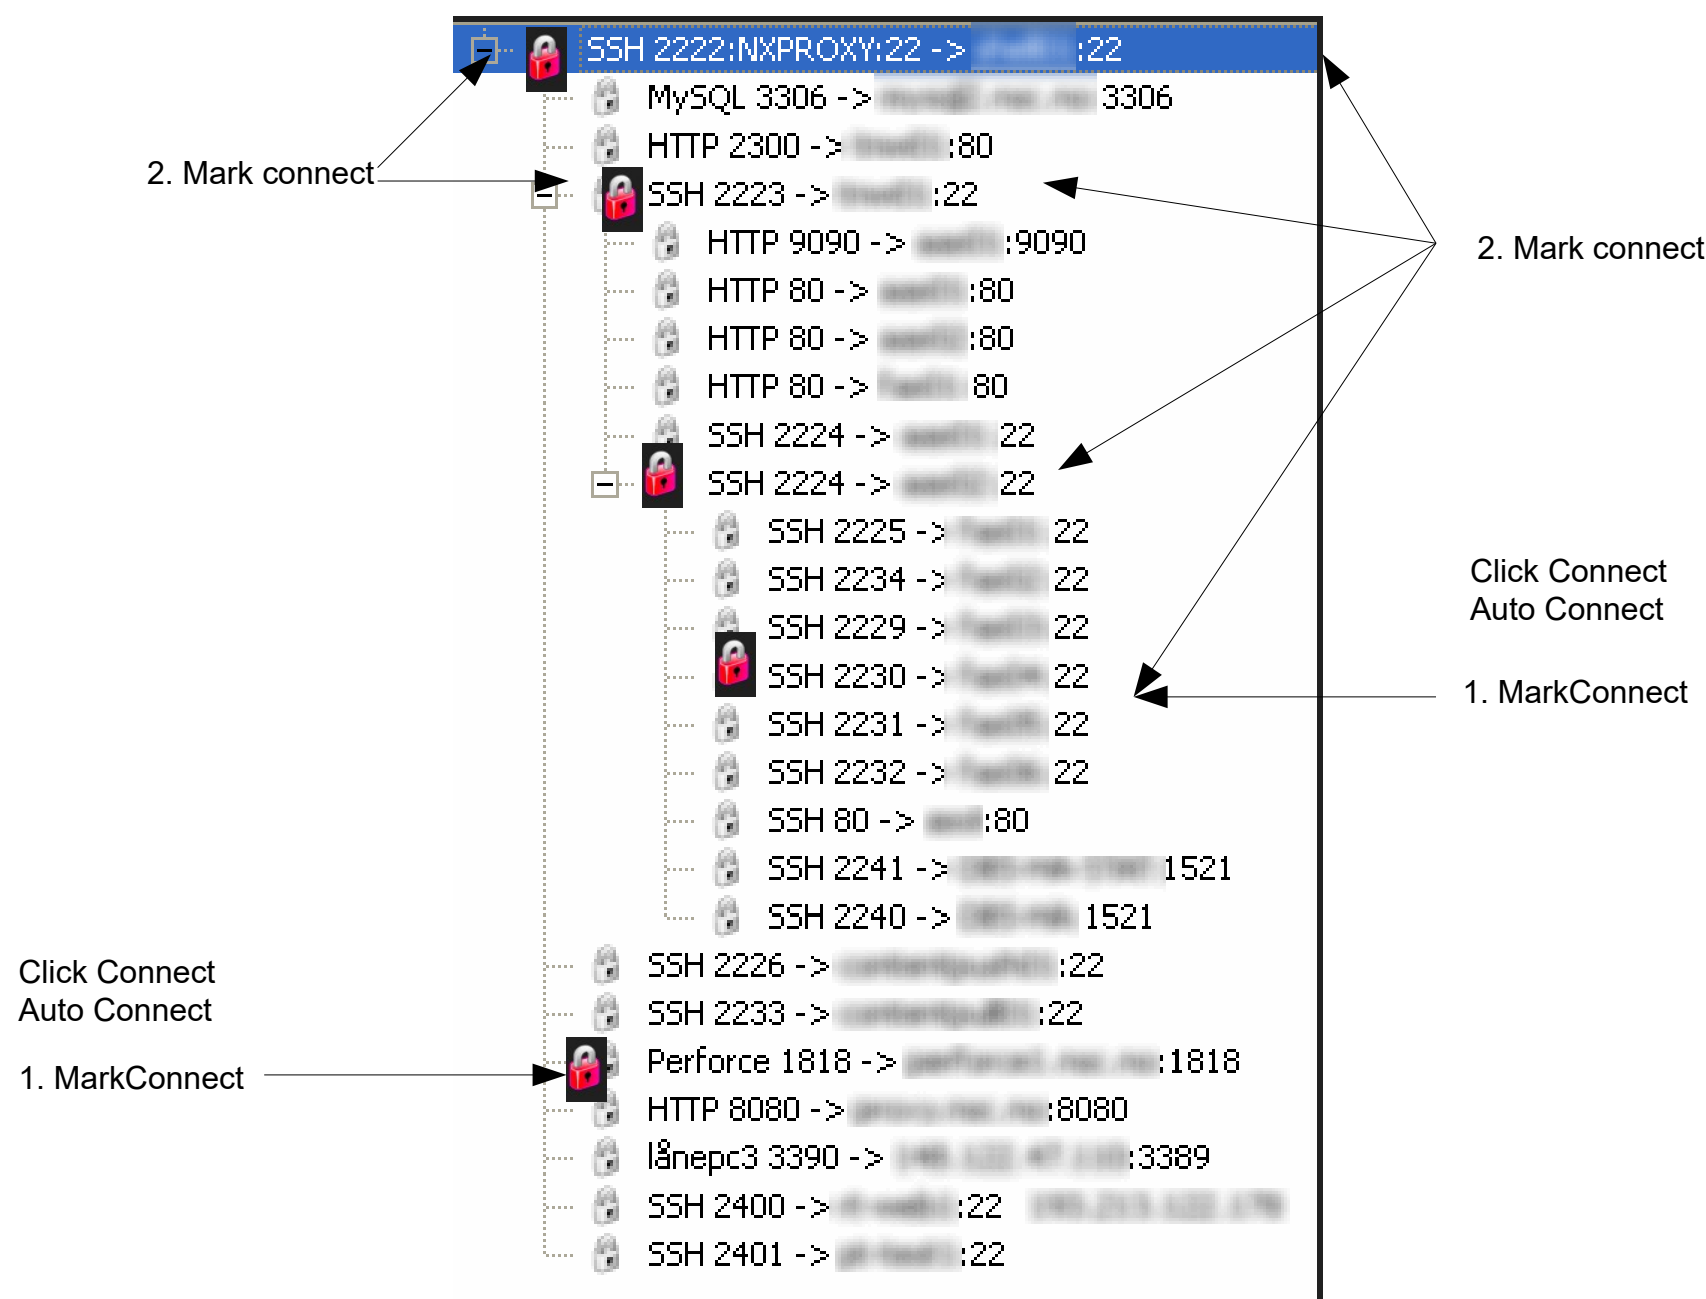 SSH 2222:NXPROXY:22 -> :22
MySQL 3306 -> 3306
HTTP 2300 -> :80
2. Mark connect
SSH 2223 -> :22
HTTP 9090 -> :9090
2. Mark connect
HTTP 80 -> :80
HTTP 80 -> :80
HTTP 80 -> 80
SSH 2224 -> 22
SSH 2224 -> 22
SSH 2225 -> 22
SSH 2234 -> 22
Click Connect
Auto Connect
SSH 2229 -> 22
SSH 2230 -> 22
1. MarkConnect
SSH 2231 -> 22
SSH 2232 -> 22
SSH 80 -> :80
SSH 2241 -> 1521
SSH 2240 -> 1521
SSH 2226 -> :22
Click Connect
Auto Connect
SSH 2233 -> :22
Perforce 1818 -> :1818
1. MarkConnect
HTTP 8080 -> :8080
lånepc3 3390 -> :3389
SSH 2400 -> :22
SSH 2401 -> :22